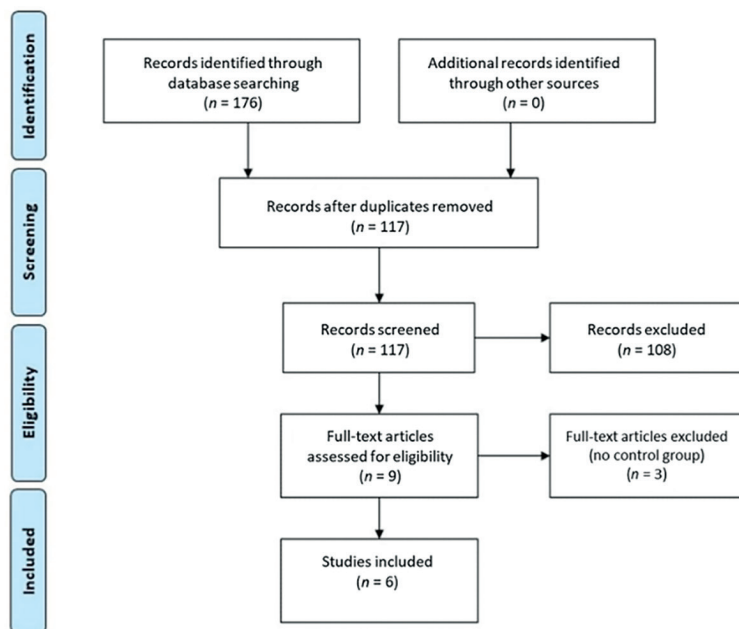 Identification
Records identified through
database searching
(n = 176)
Additional records identified
through other sources
(n = 0)
Screening
Records after duplicates removed
(n = 117)
Records screened
(n = 117)
Records excluded
(n = 108)
Eligibility
Full-text articles
assessed for eligibility
(n = 9)
Full-text articles excluded
(no control group)
(n = 3)
Included
Studies included
(n = 6)